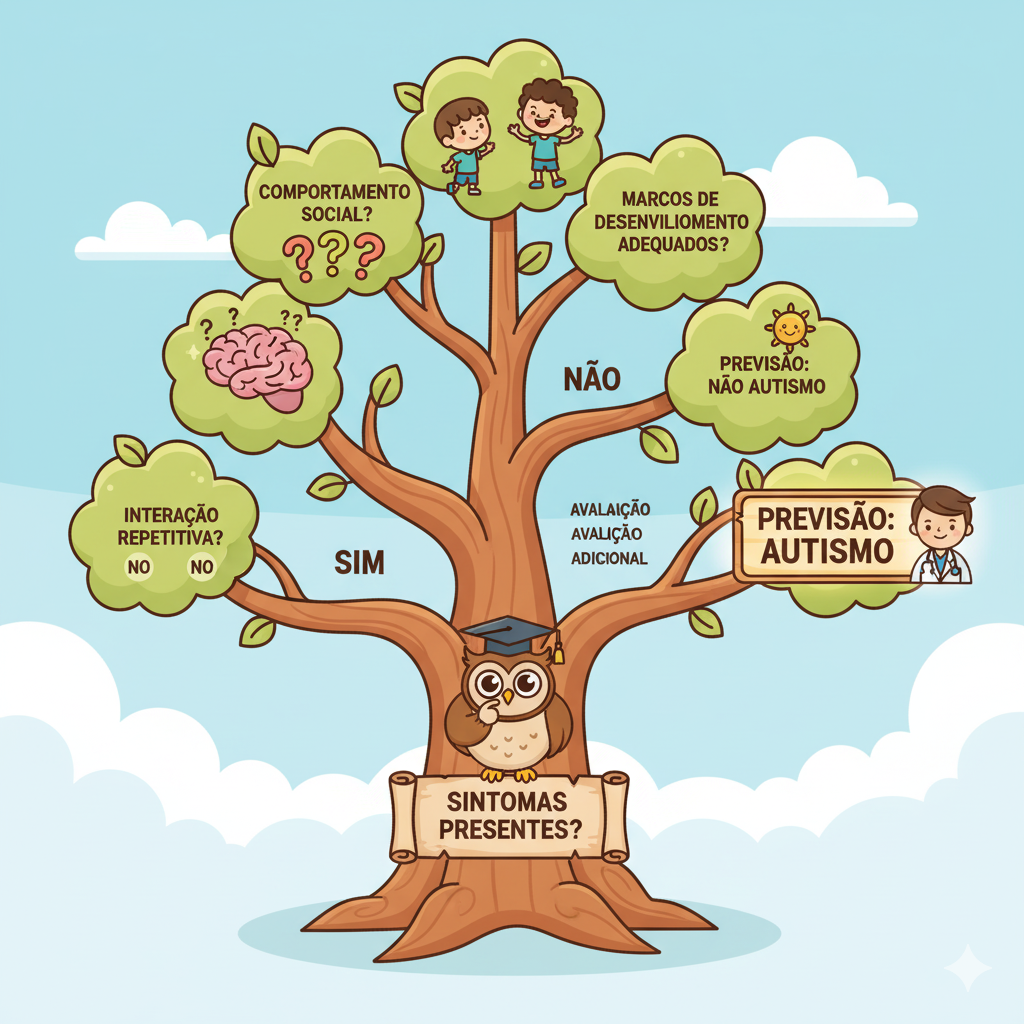 COMPORTAMENTO
SOCIAL?
???
MARCOS DE
DESENVILIOMENTO
ADEQUADOS?
? ? ??
NÃO
PREVISÃO:
NÃO AUTISMO
INTERAÇÃO
REPETITIVA?
NO NO
SIM
AVALAIÇÃO
AVALIÇÃO
ADICIONAL
PREVISÃO:
AUTISMO
SINTOMAS
PRESENTES?